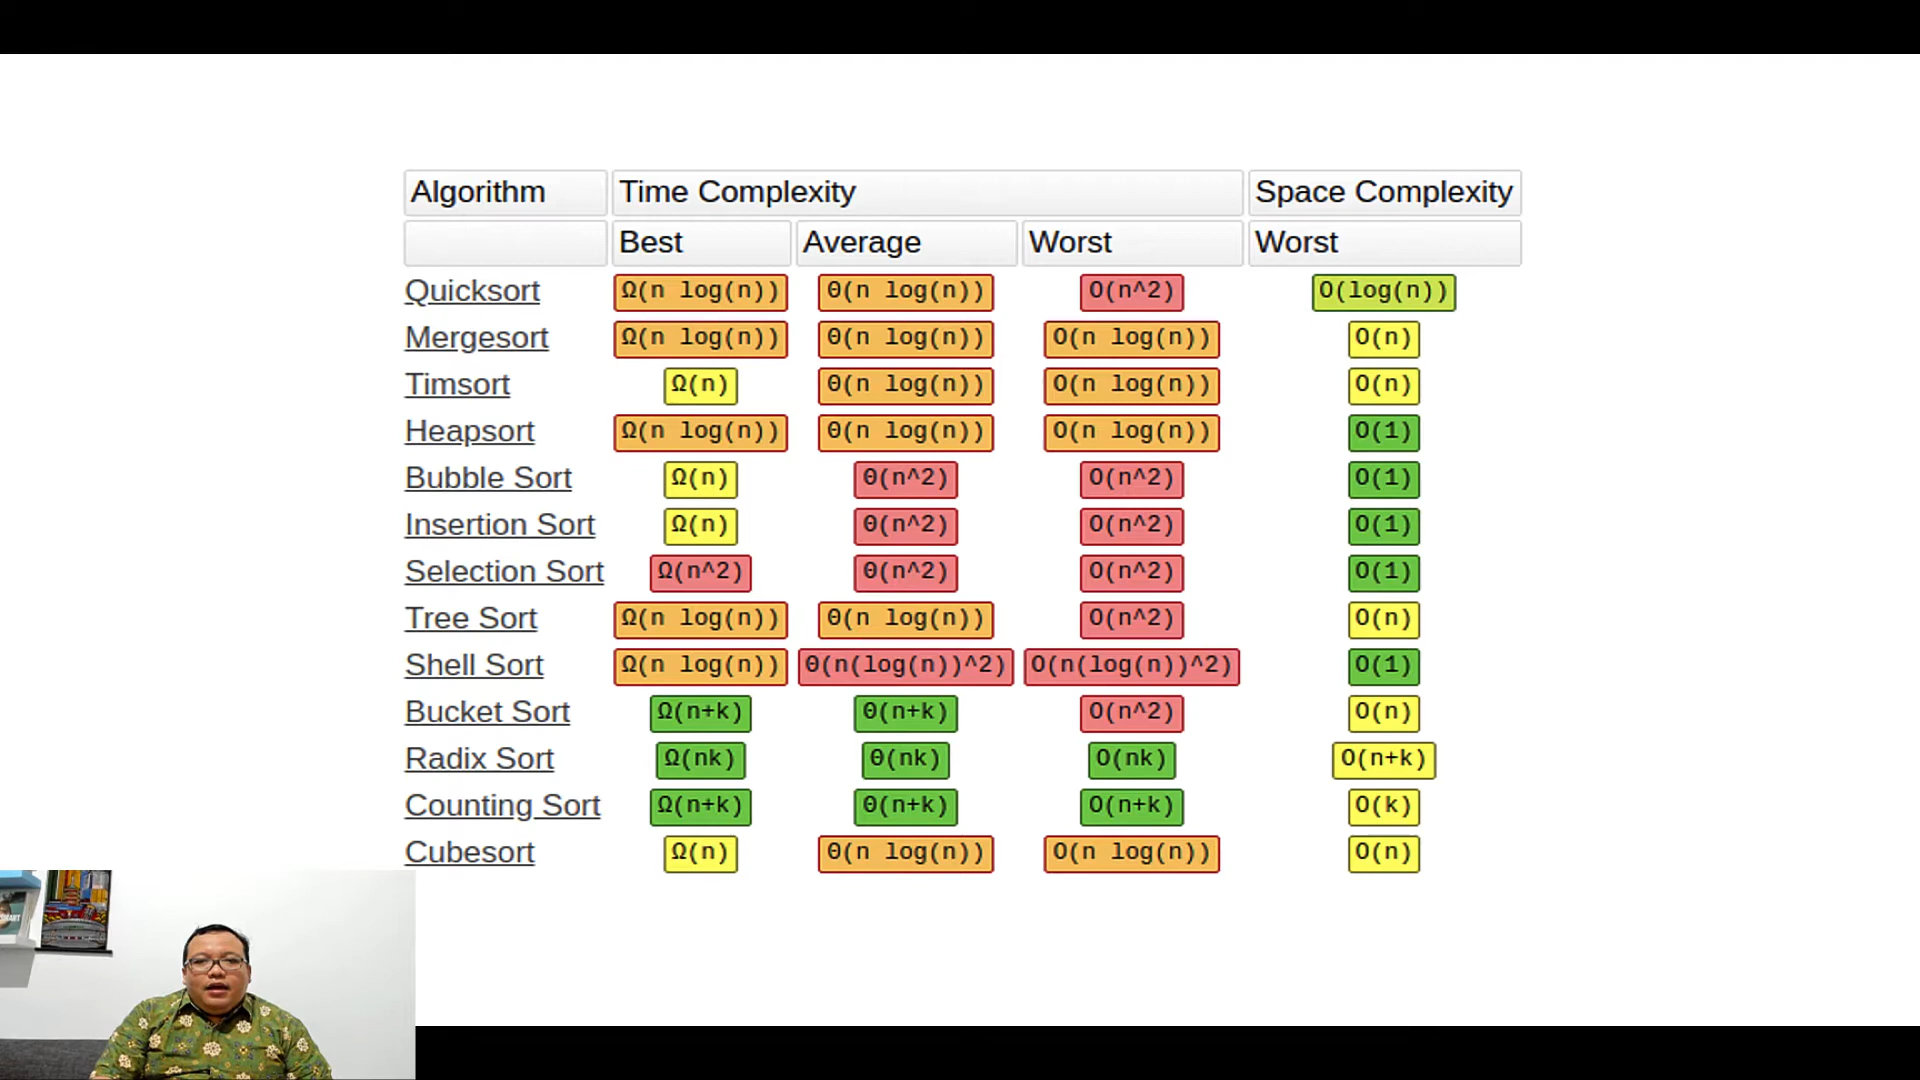 Algorithm Time Complexity Space Complexity
Best Average Worst Worst
Quicksort Ω(n log(n)) Θ(n log(n)) O(n^2) O(log(n))
Mergesort Ω(n log(n)) Θ(n log(n)) O(n log(n)) O(n)
Timsort Ω(n) Θ(n log(n)) O(n log(n)) O(n)
Heapsort Ω(n log(n)) Θ(n log(n)) O(n log(n)) O(1)
Bubble Sort Ω(n) Θ(n^2) O(n^2) O(1)
Insertion Sort Ω(n) Θ(n^2) O(n^2) O(1)
Selection Sort Ω(n^2) Θ(n^2) O(n^2) O(1)
Tree Sort Ω(n log(n)) Θ(n log(n)) O(n^2) O(n)
Shell Sort Ω(n log(n)) Θ(n(log(n))^2) O(n(log(n))^2) O(1)
Bucket Sort Ω(n+k) Θ(n+k) O(n^2) O(n)
Radix Sort Ω(nk) Θ(nk) O(nk) O(n+k)
Counting Sort Ω(n+k) Θ(n+k) O(n+k) O(k)
Cubesort Ω(n) Θ(n log(n)) O(n log(n)) O(n)